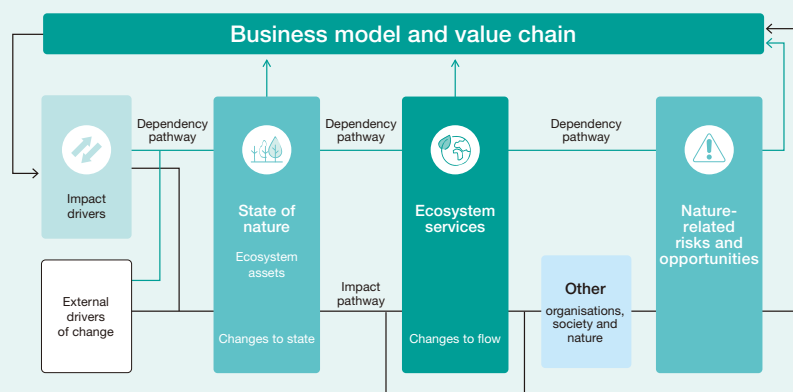 Business model and value chain
Impact
drivers
Dependency
pathway
State of
nature
Ecosystem
assets
Changes to state
Dependency
pathway
Ecosystem
services
Changes to flow
Dependency
pathway
Nature-
related
risks and
opportunities
External
drivers
of change
Impact
pathway
Other
organisations,
society and
nature